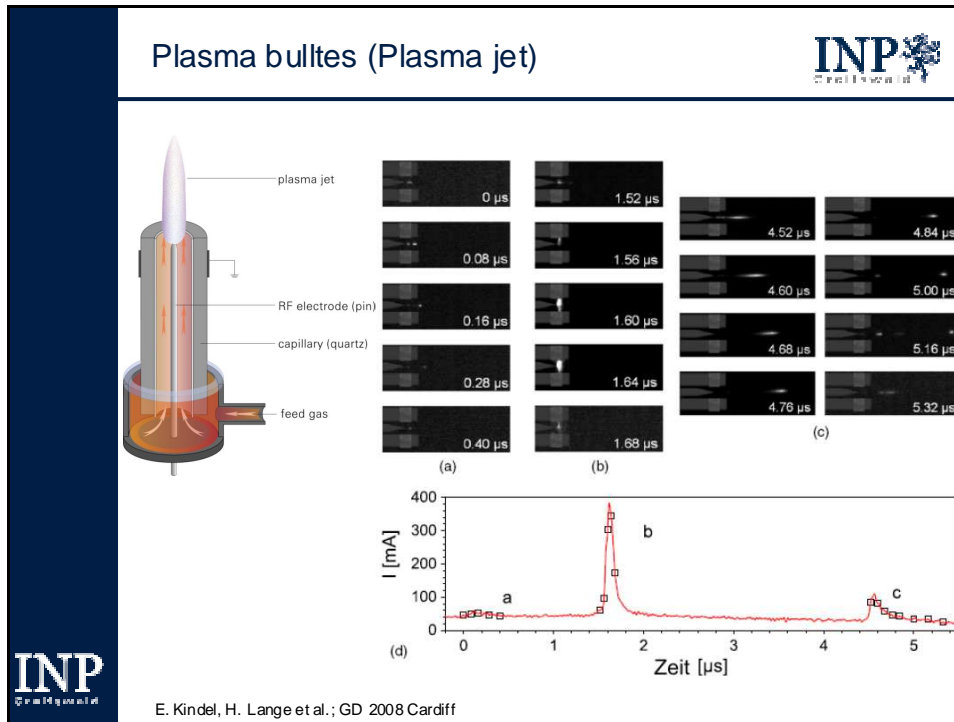 Plasma bulltes (Plasma jet)
INP
Greifswald
plasma jet
RF electrode (pin)
capillary (quartz)
feed gas
0 µs
0.08 µs
0.16 µs
0.28 µs
0.40 µs
(a)
1.52 µs
1.56 µs
1.60 µs
1.64 µs
1.68 µs
(b)
4.52 µs
4.60 µs
4.68 µs
4.76 µs
4.84 µs
5.00 µs
5.16 µs
5.32 µs
(c)
400
300
200
100
0
I [mA]
a
b
c
0
1
2
3
4
5
(d)
Zeit [µs]
INP
Greifswald
E. Kindel, H. Lange et al.; GD 2008 Cardiff